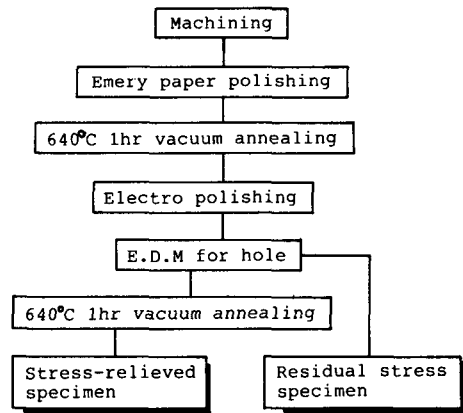 Machining
Emery paper polishing
640°C 1hr vacuum annealing
Electro polishing
E.D.M for hole
640°C 1hr vacuum annealing
Stress-relieved
specimen
Residual stress
specimen